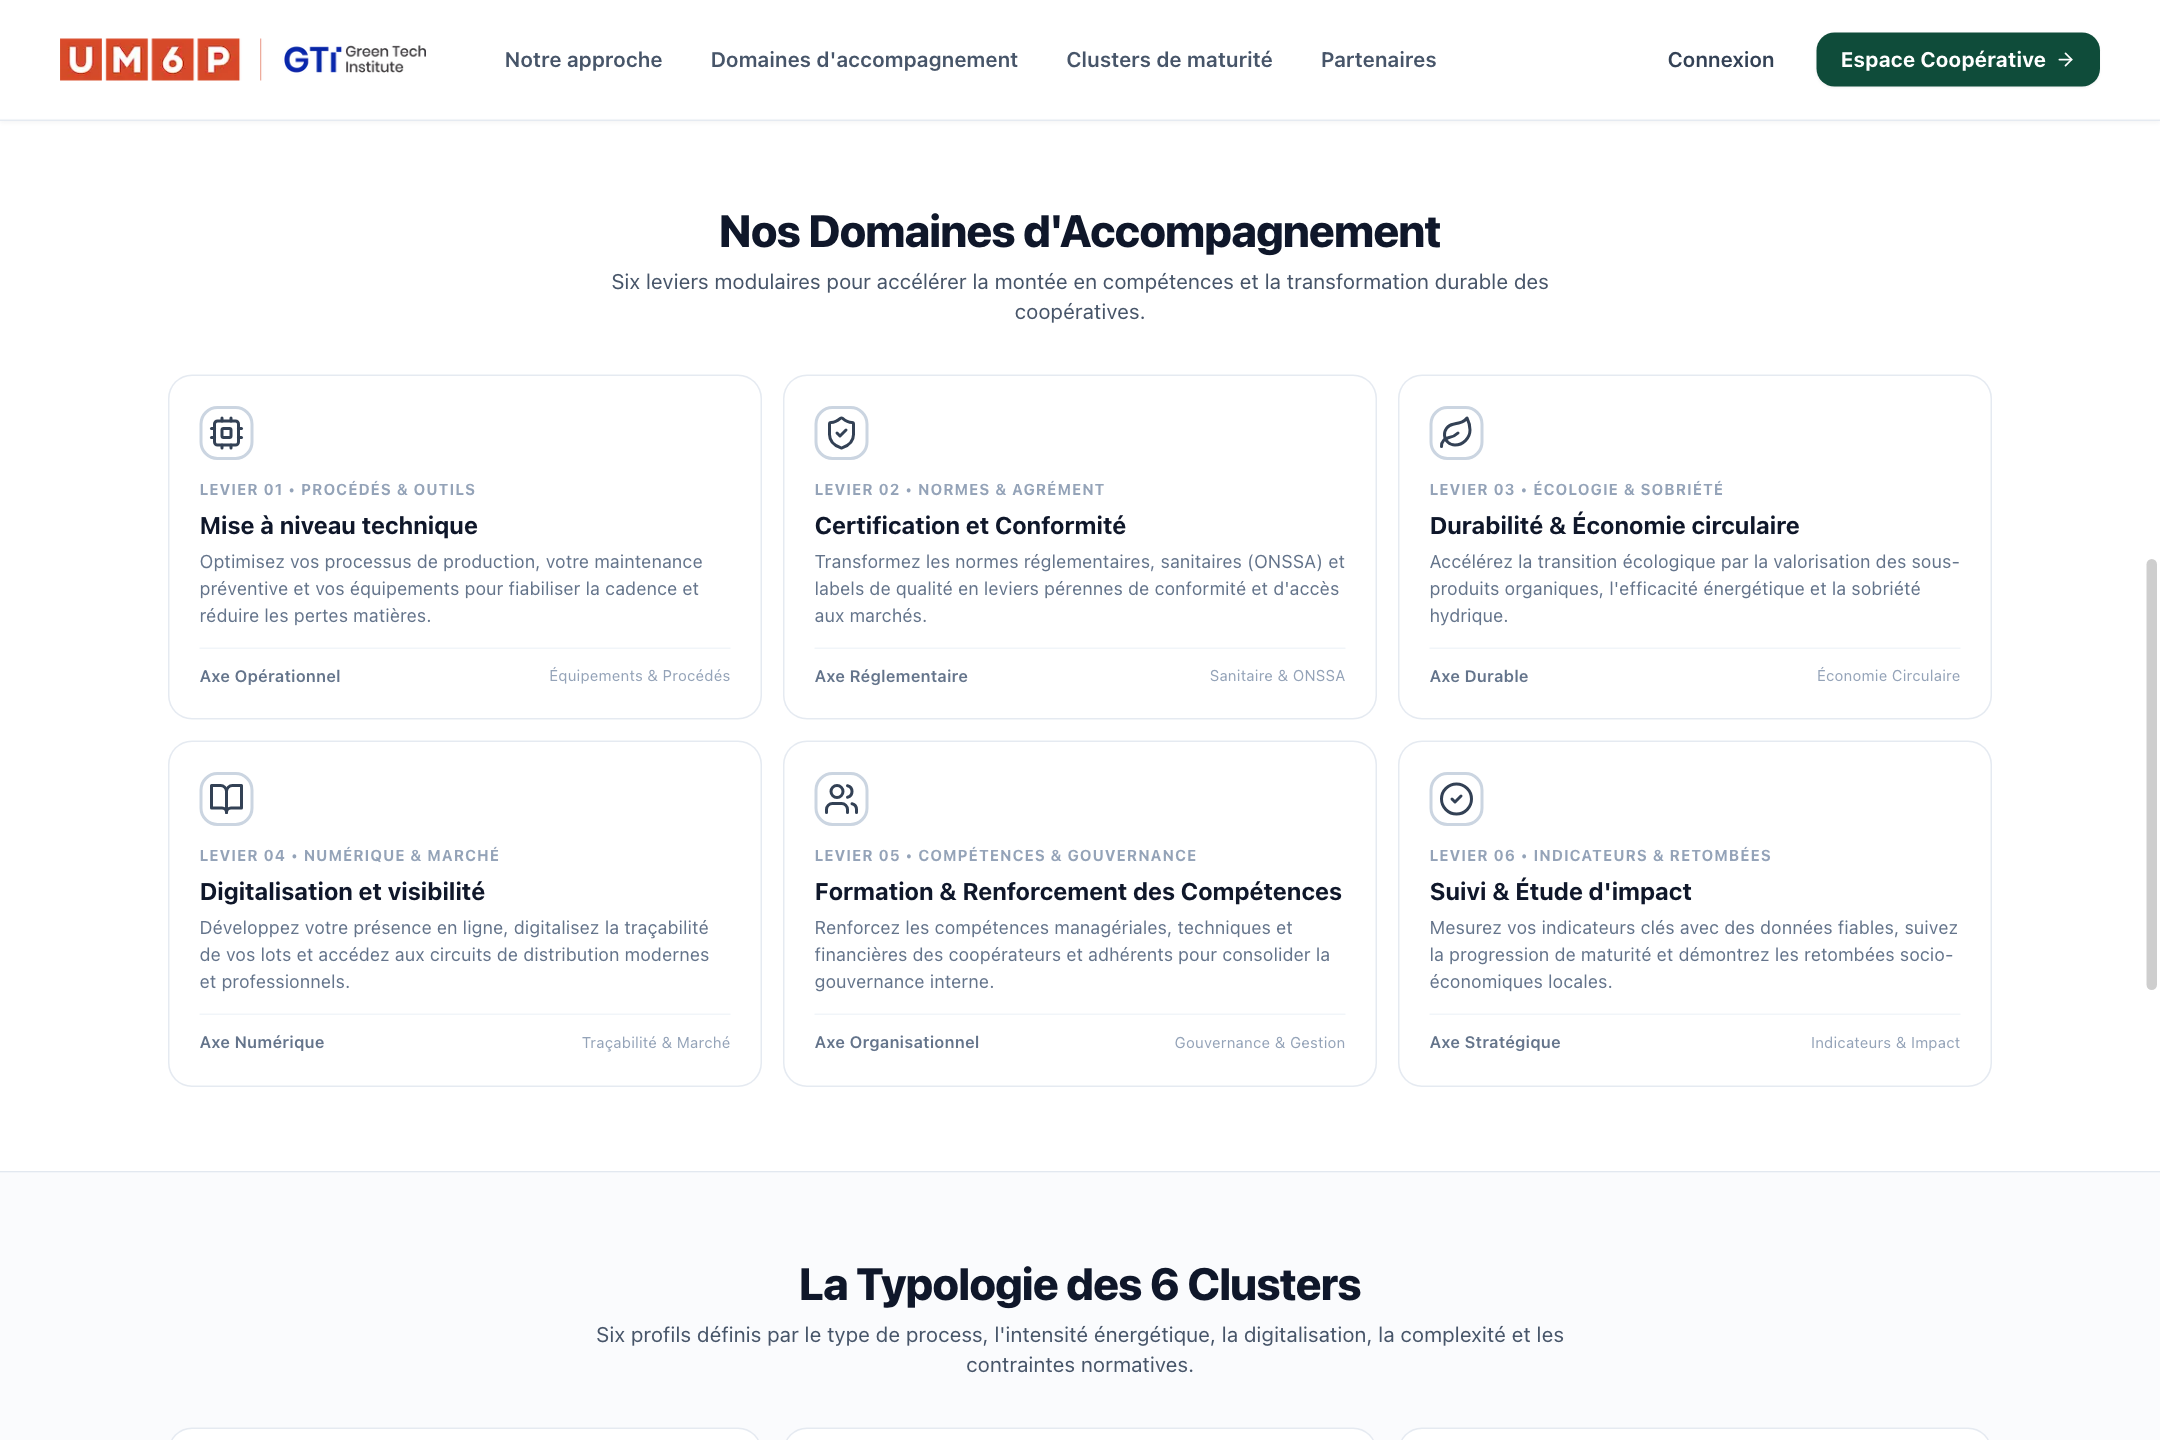 UM6P
GTi Green Tech
Institute
Notre approche
Domaines d'accompagnement
Clusters de maturité
Partenaires
Connexion
Espace Coopérative →
Nos Domaines d'Accompagnement
Six leviers modulaires pour accélérer la montée en compétences et la transformation durable des
coopératives.
LEVIER 01 • PROCÉDÉS & OUTILS
Mise à niveau technique
Optimisez vos processus de production, votre maintenance
préventive et vos équipements pour fiabiliser la cadence et
réduire les pertes matières.
Axe Opérationnel
Équipements & Procédés
LEVIER 02 • NORMES & AGRÉMENT
Certification et Conformité
Transformez les normes réglementaires, sanitaires (ONSSA) et
labels de qualité en leviers pérennes de conformité et d'accès
aux marchés.
Axe Réglementaire
Sanitaire & ONSSA
LEVIER 03 • ÉCOLOGIE & SOBRIÉTÉ
Durabilité & Économie circulaire
Accélérez la transition écologique par la valorisation des sous-
produits organiques, l'efficacité énergétique et la sobriété
hydrique.
Axe Durable
Économie Circulaire
LEVIER 04 • NUMÉRIQUE & MARCHÉ
Digitalisation et visibilité
Développez votre présence en ligne, digitalisez la traçabilité
de vos lots et accédez aux circuits de distribution modernes
et professionnels.
Axe Numérique
Traçabilité & Marché
LEVIER 05 • COMPÉTENCES & GOUVERNANCE
Formation & Renforcement des Compétences
Renforcez les compétences managériales, techniques et
financières des coopérateurs et adhérents pour consolider la
gouvernance interne.
Axe Organisationnel
Gouvernance & Gestion
LEVIER 06 • INDICATEURS & RETOMBÉES
Suivi & Étude d'impact
Mesurez vos indicateurs clés avec des données fiables, suivez
la progression de maturité et démontrez les retombées socio-
économiques locales.
Axe Stratégique
Indicateurs & Impact
La Typologie des 6 Clusters
Six profils définis par le type de process, l'intensité énergétique, la digitalisation, la complexité et les
contraintes normatives.